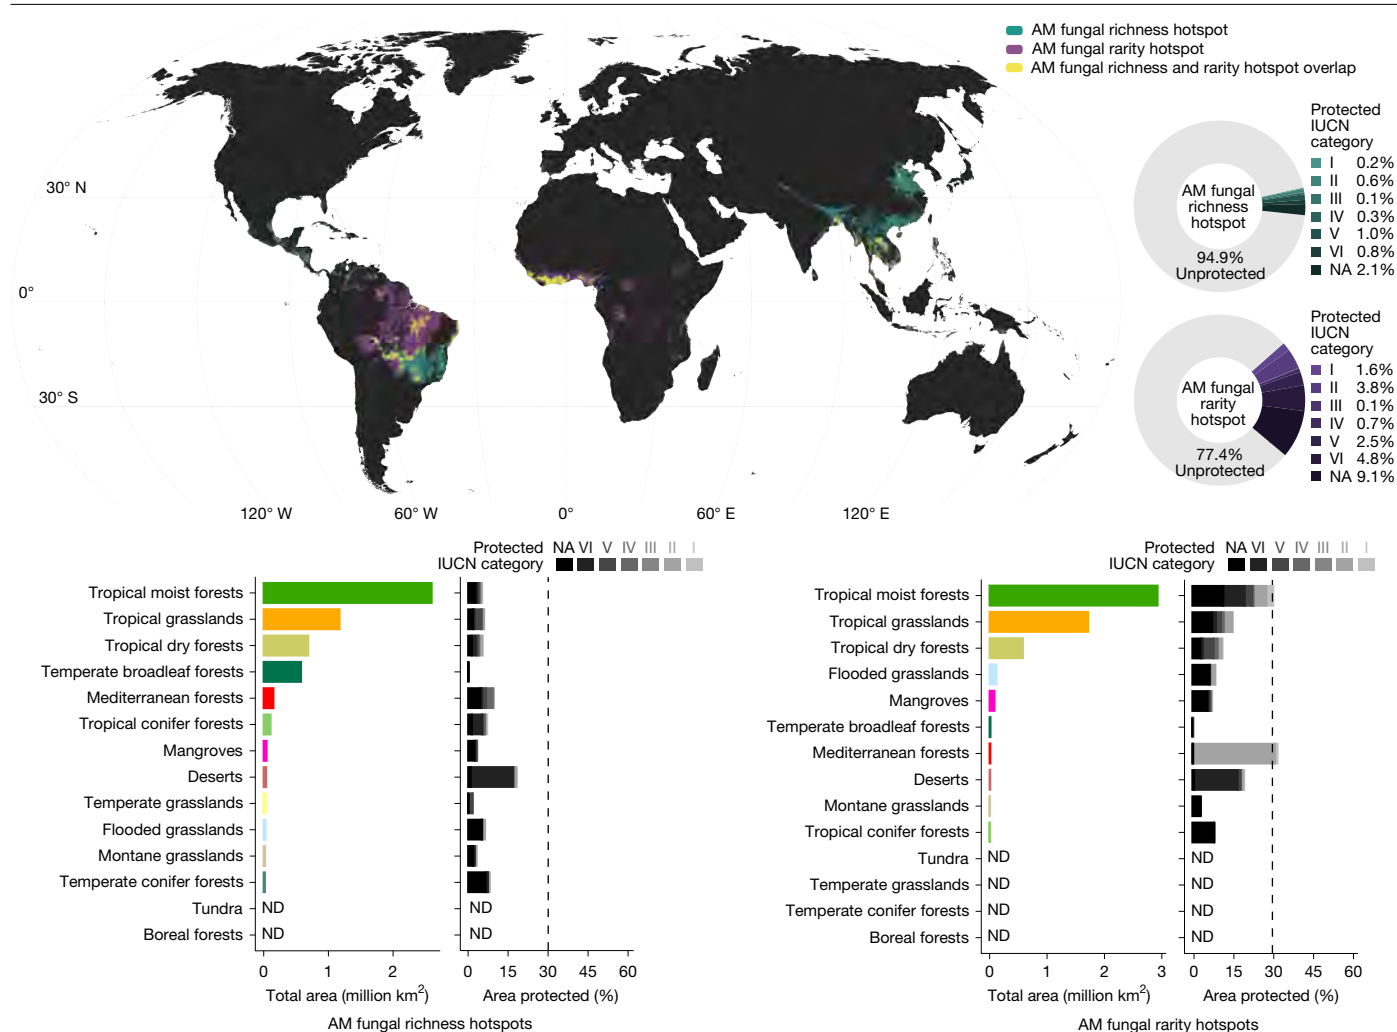 AM fungal richness hotspot
AM fungal rarity hotspot
AM fungal richness and rarity hotspot overlap
30° N
0°
30° S
120° W
60° W
0°
60° E
120° E
AM fungal
richness
hotspot
94.9%
Unprotected
Protected
IUCN
category
I 0.2%
II 0.6%
III 0.1%
IV 0.3%
V 1.0%
VI 0.8%
NA 2.1%
AM fungal
rarity
hotspot
77.4%
Unprotected
Protected
IUCN
category
I 1.6%
II 3.8%
III 0.1%
IV 0.7%
V 2.5%
VI 4.8%
NA 9.1%
Protected
IUCN category
NA VI V IV III II I
Tropical moist forests
Tropical grasslands
Tropical dry forests
Temperate broadleaf forests
Mediterranean forests
Tropical conifer forests
Mangroves
Deserts
Temperate grasslands
Flooded grasslands
Montane grasslands
Temperate conifer forests
Tundra ND ND
Boreal forests ND ND
0 1 2
Total area (million km²)
0 15 30 45 60
Area protected (%)
AM fungal richness hotspots
Protected
IUCN category
NA VI V IV III II I
Tropical moist forests
Tropical grasslands
Tropical dry forests
Flooded grasslands
Mangroves
Temperate broadleaf forests
Mediterranean forests
Deserts
Montane grasslands
Tropical conifer forests
Tundra ND ND
Temperate grasslands ND ND
Temperate conifer forests ND ND
Boreal forests ND ND
0 1 2 3
Total area (million km²)
0 15 30 45 60
Area protected (%)
AM fungal rarity hotspots